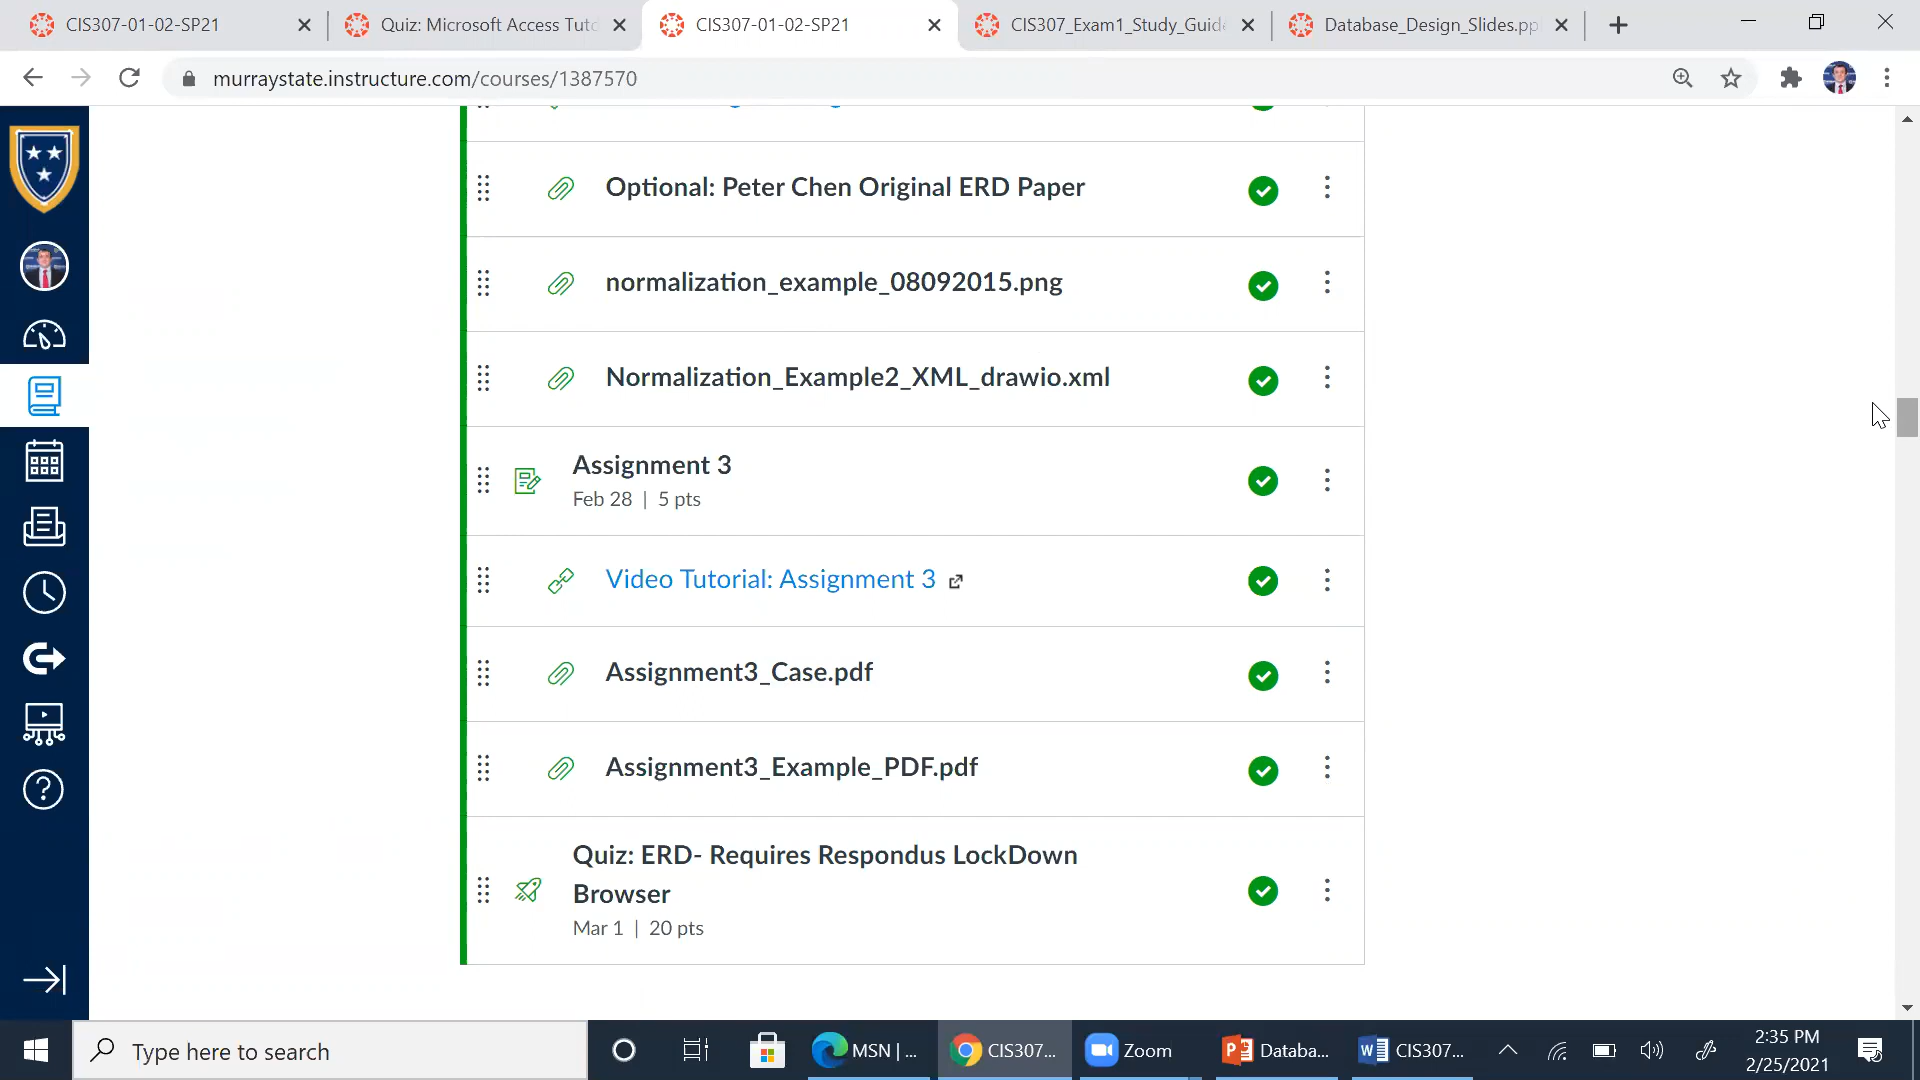 CIS307-01-02-SP21
Quiz: Microsoft Access Tuto
CIS307-01-02-SP21
CIS307_Exam1_Study_Guide
Database_Design_Slides.pp
murraystate.instructure.com/courses/1387570
Optional: Peter Chen Original ERD Paper
normalization_example_08092015.png
Normalization_Example2_XML_drawio.xml
Assignment 3
Feb 28 | 5 pts
Video Tutorial: Assignment 3
Assignment3_Case.pdf
Assignment3_Example_PDF.pdf
Quiz: ERD- Requires Respondus LockDown
Browser
Mar 1 | 20 pts
Type here to search
MSN | ...
CIS307...
Zoom
Databa...
CIS307...
2:35 PM
2/25/2021